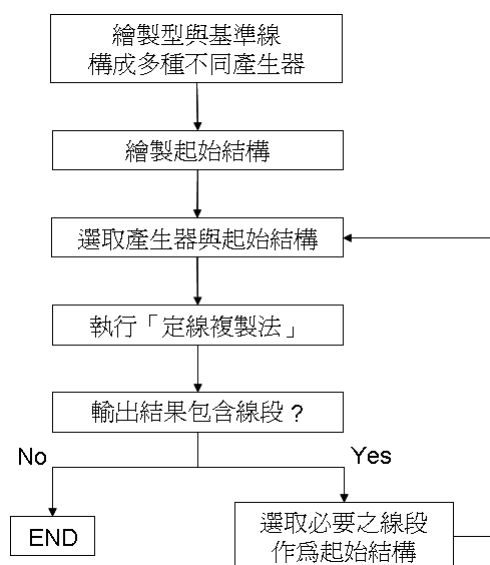 繪製型與基準線
構成多種不同產生器
繪製起始結構
選取產生器與起始結構
執行「定線複製法」
輸出結果包含線段？
No
Yes
END
選取必要之線段
作為起始結構